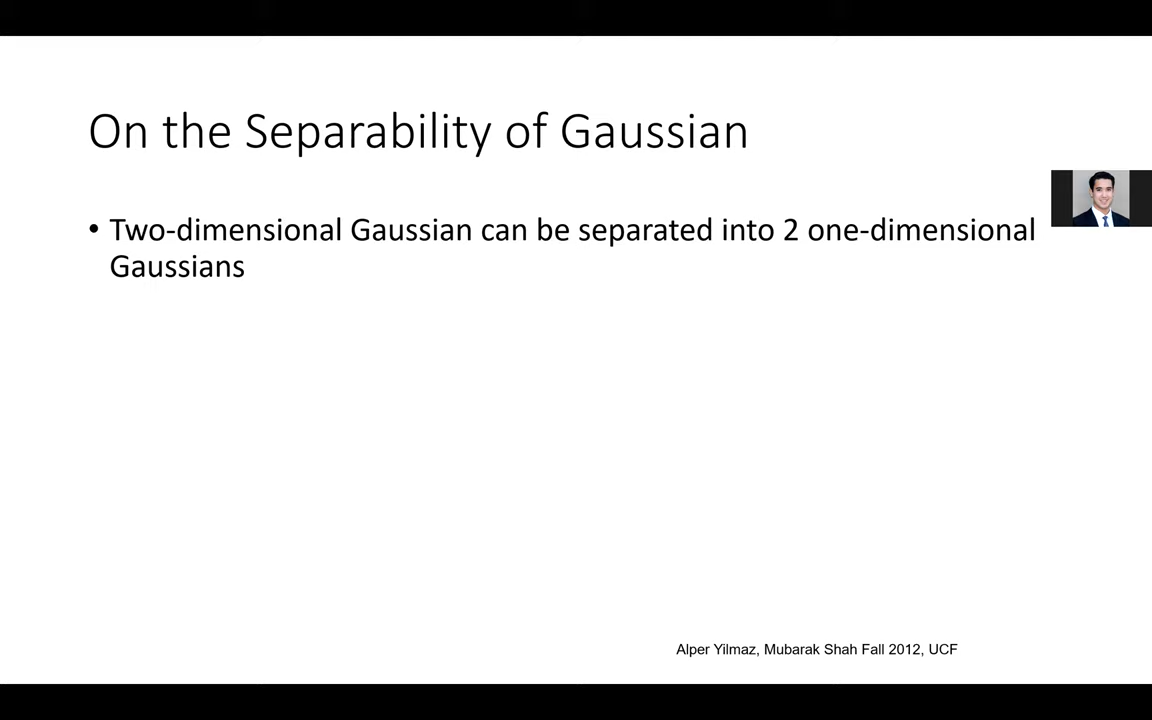 On the Separability of Gaussian
• Two-dimensional Gaussian can be separated into 2 one-dimensional
Gaussians
Alper Yilmaz, Mubarak Shah Fall 2012, UCF